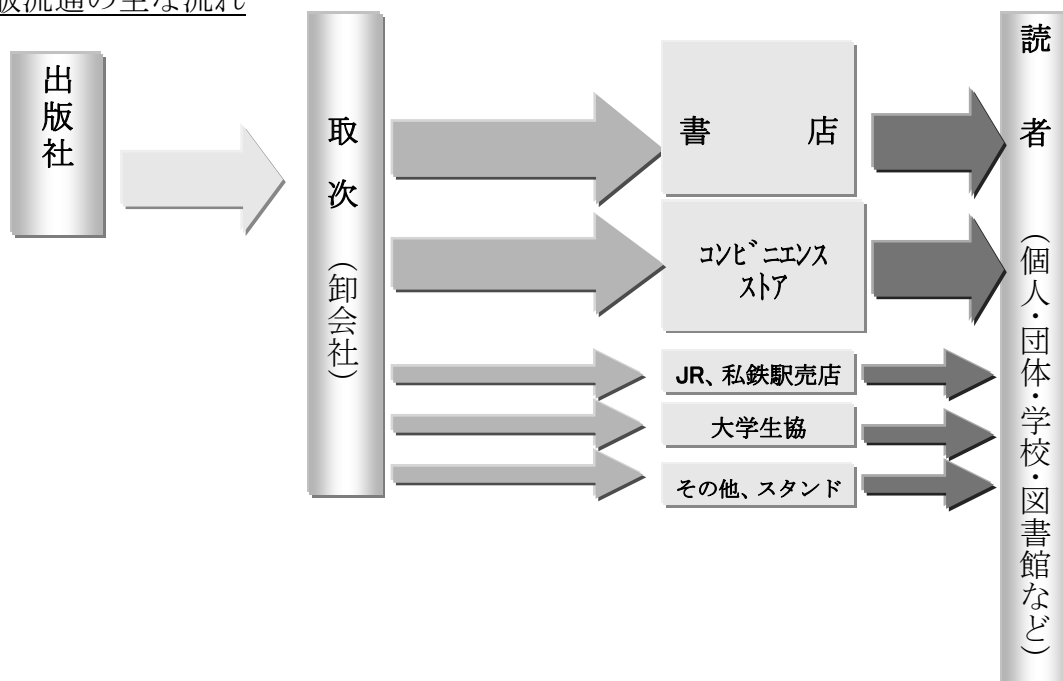 版流通の主な流れ
出版社
取次(卸会社)
書 店
コンビニエンス
ストア
JR、私鉄駅売店
大学生協
その他、スタンド
読者(個人・団体・学校・図書館など)